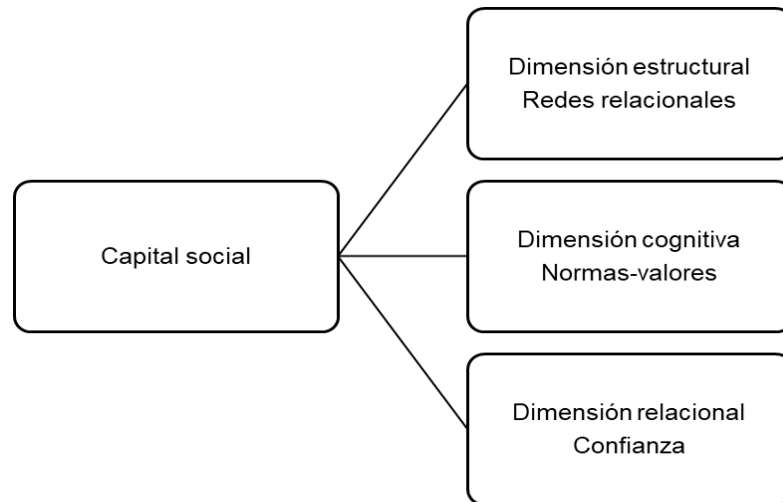 Dimensión estructural
Redes relacionales
Capital social
Dimensión cognitiva
Normas-valores
Dimensión relacional
Confianza